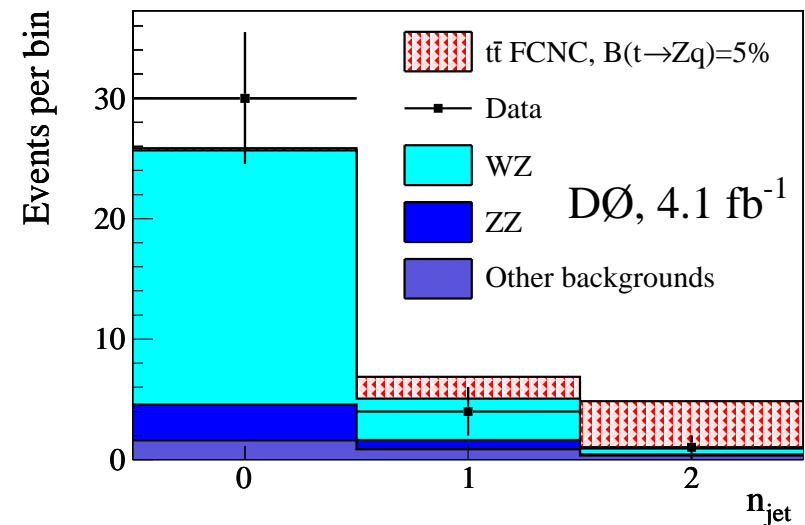 Events per bin
30
20
10
0
tt̄ FCNC, B(t→Zq)=5%
Data
WZ
ZZ
Other backgrounds
DØ, 4.1 fb⁻¹
0 1 2
n_jet